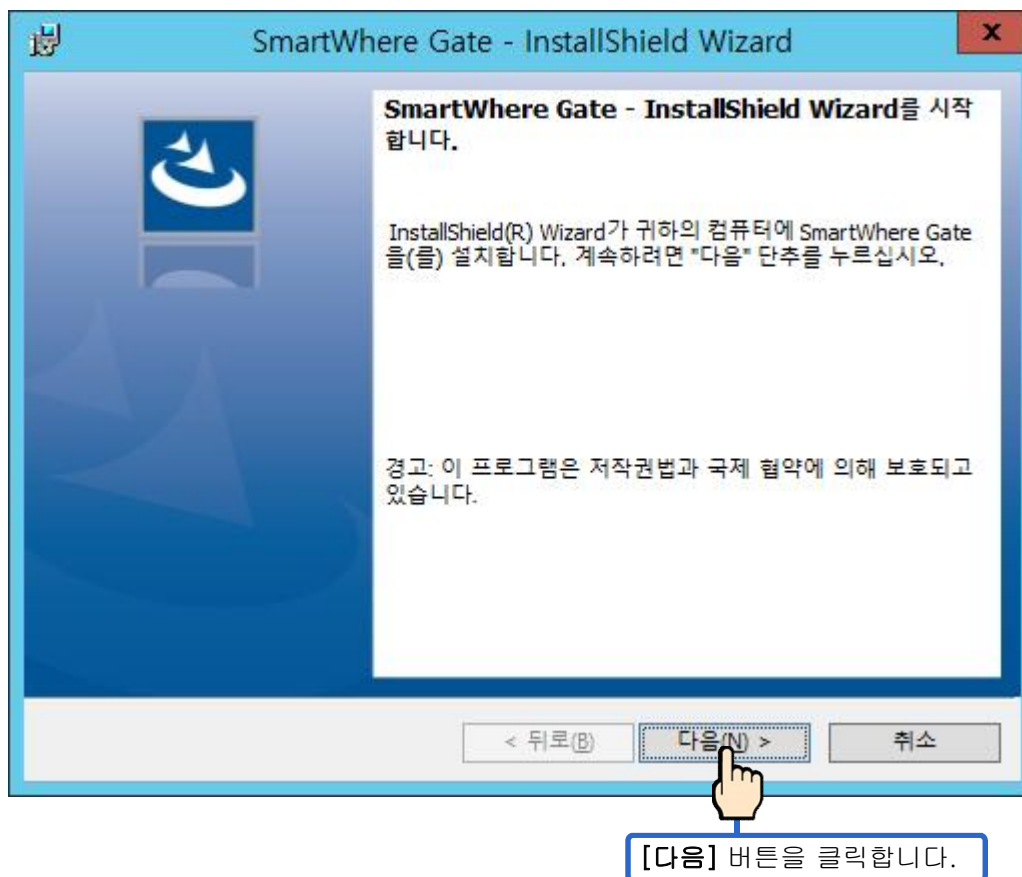 SmartWhere Gate - InstallShield Wizard
SmartWhere Gate - InstallShield Wizard를 시작
합니다.
InstallShield(R) Wizard가 귀하의 컴퓨터에 SmartWhere Gate
을(를) 설치합니다. 계속하려면 "다음" 단추를 누르십시오.
경고: 이 프로그램은 저작권법과 국제 협약에 의해 보호되고
있습니다.
< 뒤로(B) 다음(N) > 취소
[다음] 버튼을 클릭합니다.